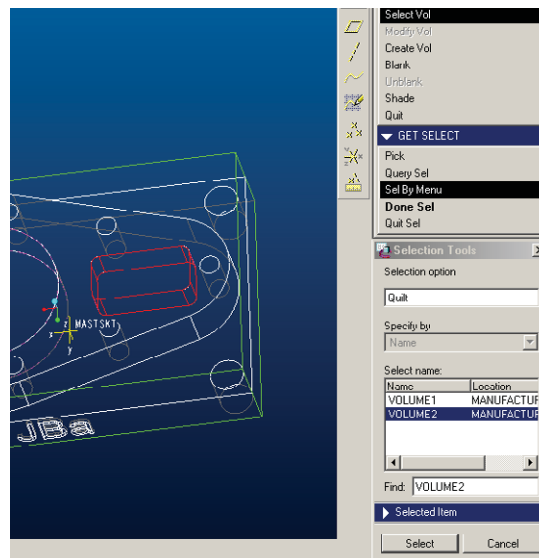 Select Vol
Modify Vol
Create Vol
Blank
Unblank
Shade
Quit
GET SELECT
Pick
Query Sel
Sel By Menu
Done Sel
Quit Sel
Selection Tools
Selection option
Quilt
Specify by
Name
Select name:
Name Location
VOLUME1 MANUFACTUR
VOLUME2 MANUFACTUR
Find: VOLUME2
Selected Item
Select Cancel
z MASTSKT
x
y
JBa